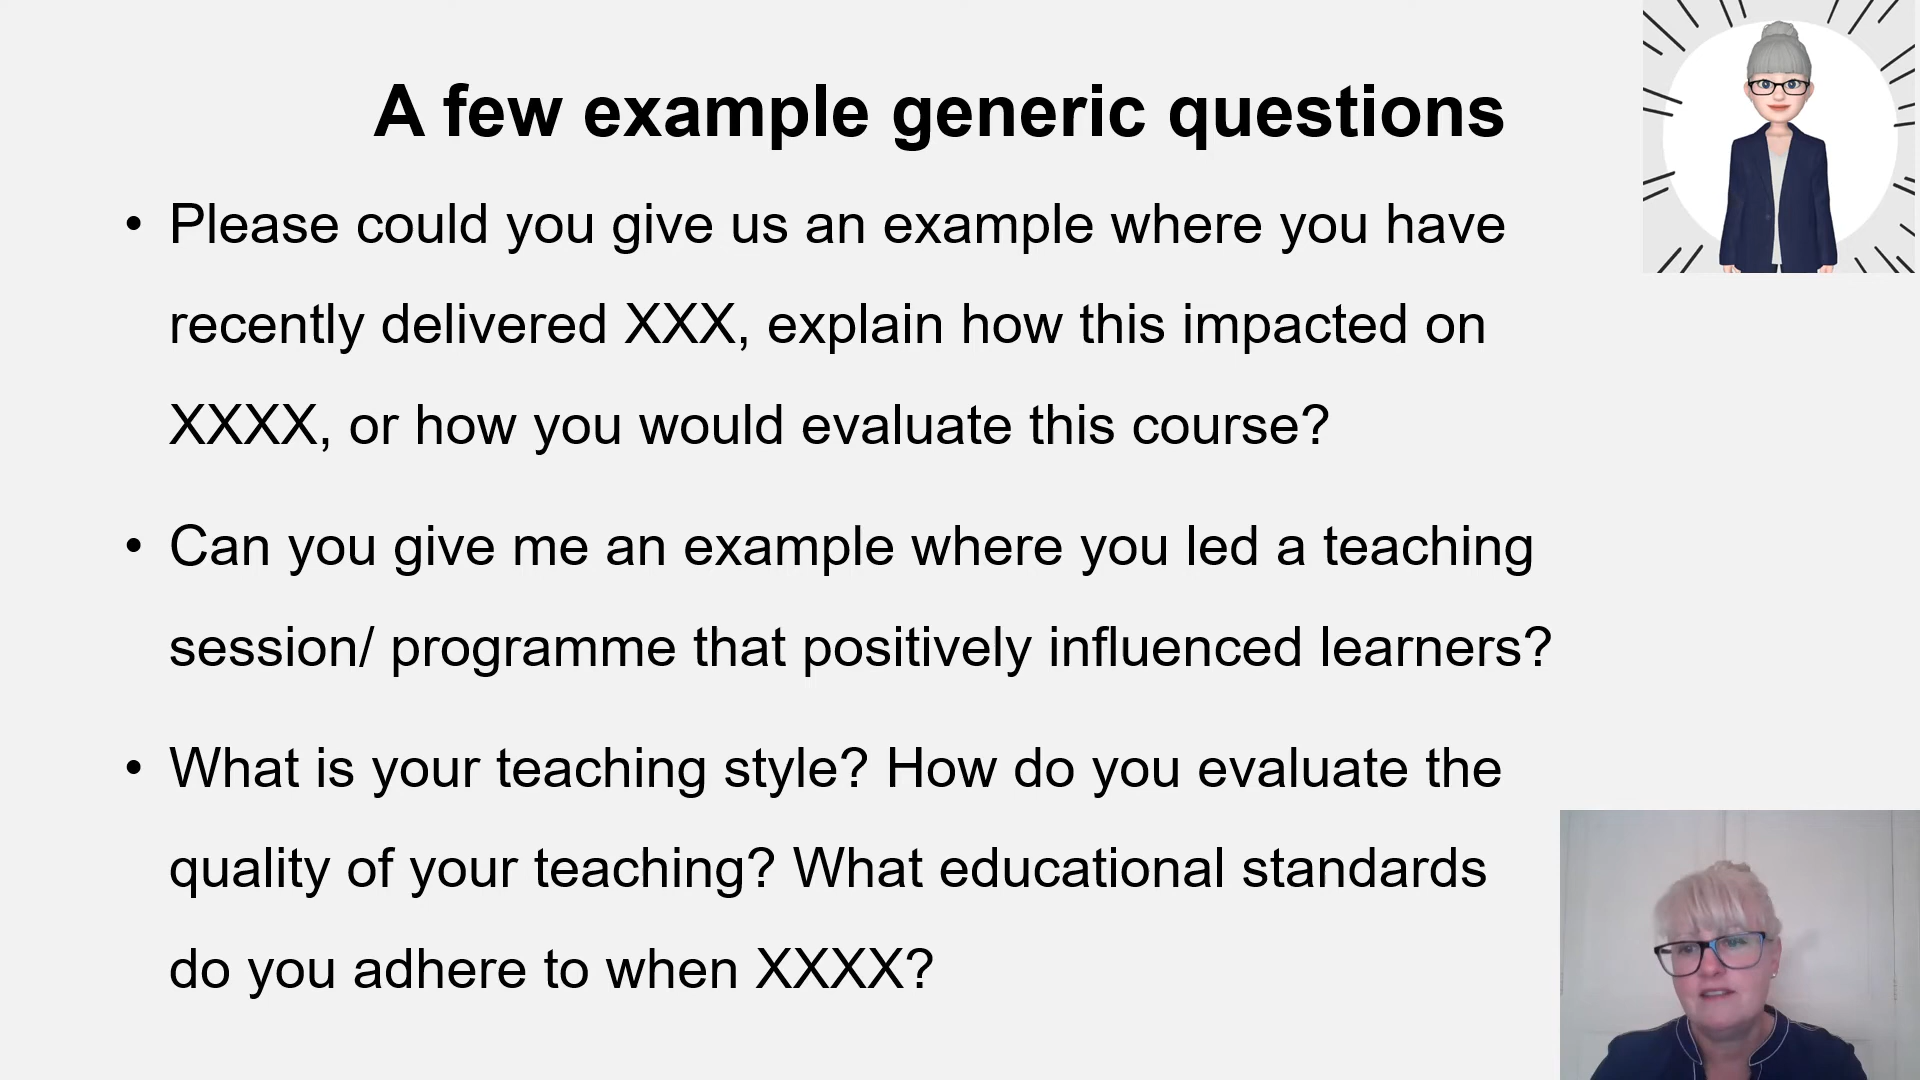 A few example generic questions
• Please could you give us an example where you have
recently delivered XXX, explain how this impacted on
XXXX, or how you would evaluate this course?
• Can you give me an example where you led a teaching
session/ programme that positively influenced learners?
• What is your teaching style? How do you evaluate the
quality of your teaching? What educational standards
do you adhere to when XXXX?